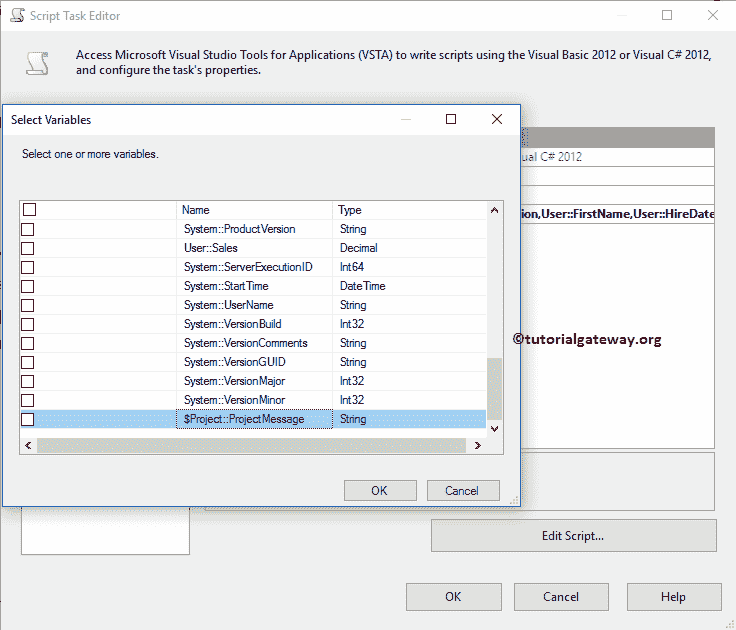 Script Task Editor
Access Microsoft Visual Studio Tools for Applications (VSTA) to write scripts using the Visual Basic 2012 or Visual C# 2012,
and configure the task's properties.
Select Variables
Select one or more variables.
ual C# 2012
ion,User::FirstName,User::HireDate
Name Type
System::ProductVersion String
User::Sales Decimal
System::ServerExecutionID Int64
System::StartTime DateTime
System::UserName String
System::VersionBuild Int32
System::VersionComments String
System::VersionGUID String
System::VersionMajor Int32
System::VersionMinor Int32
$Project::ProjectMessage String
©tutorialgateway.org
OK Cancel
Edit Script...
OK Cancel Help